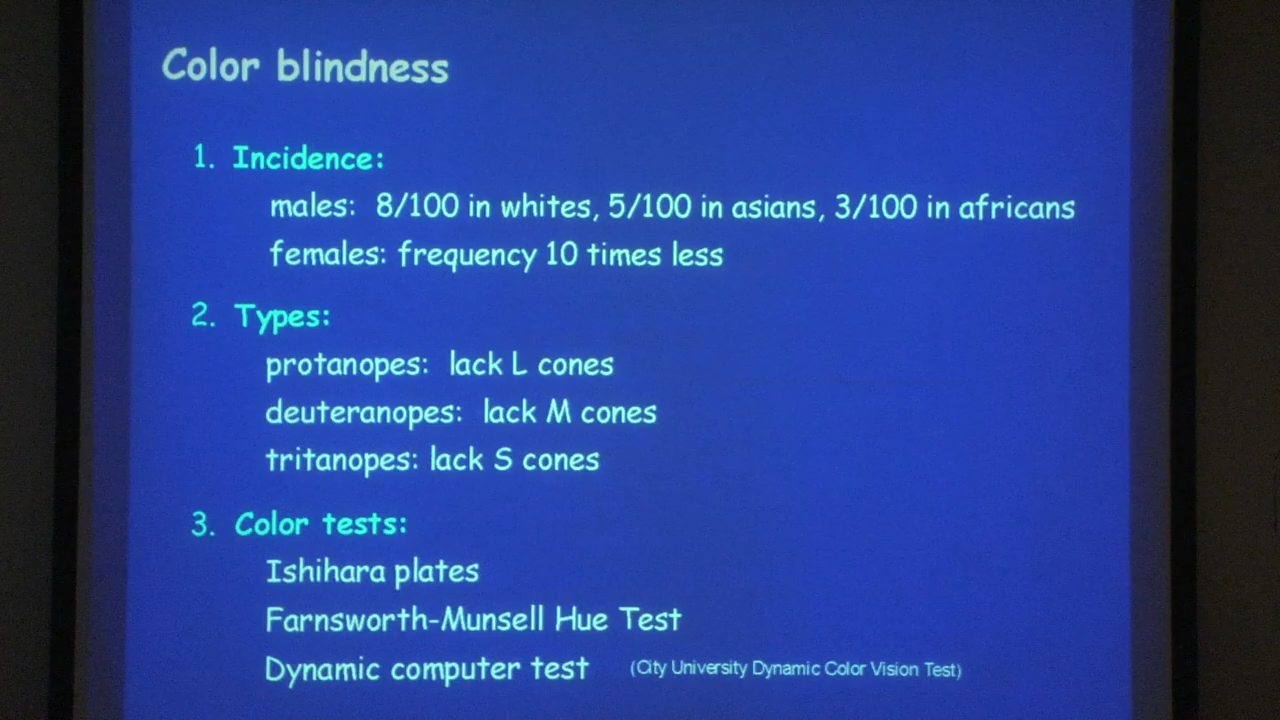 Color blindness
1. Incidence:
males: 8/100 in whites, 5/100 in asians, 3/100 in africans
females: frequency 10 times less
2. Types:
protanopes: lack L cones
deuteranopes: lack M cones
tritanopes: lack S cones
3. Color tests:
Ishihara plates
Farnsworth-Munsell Hue Test
Dynamic computer test (City University Dynamic Color Vision Test)